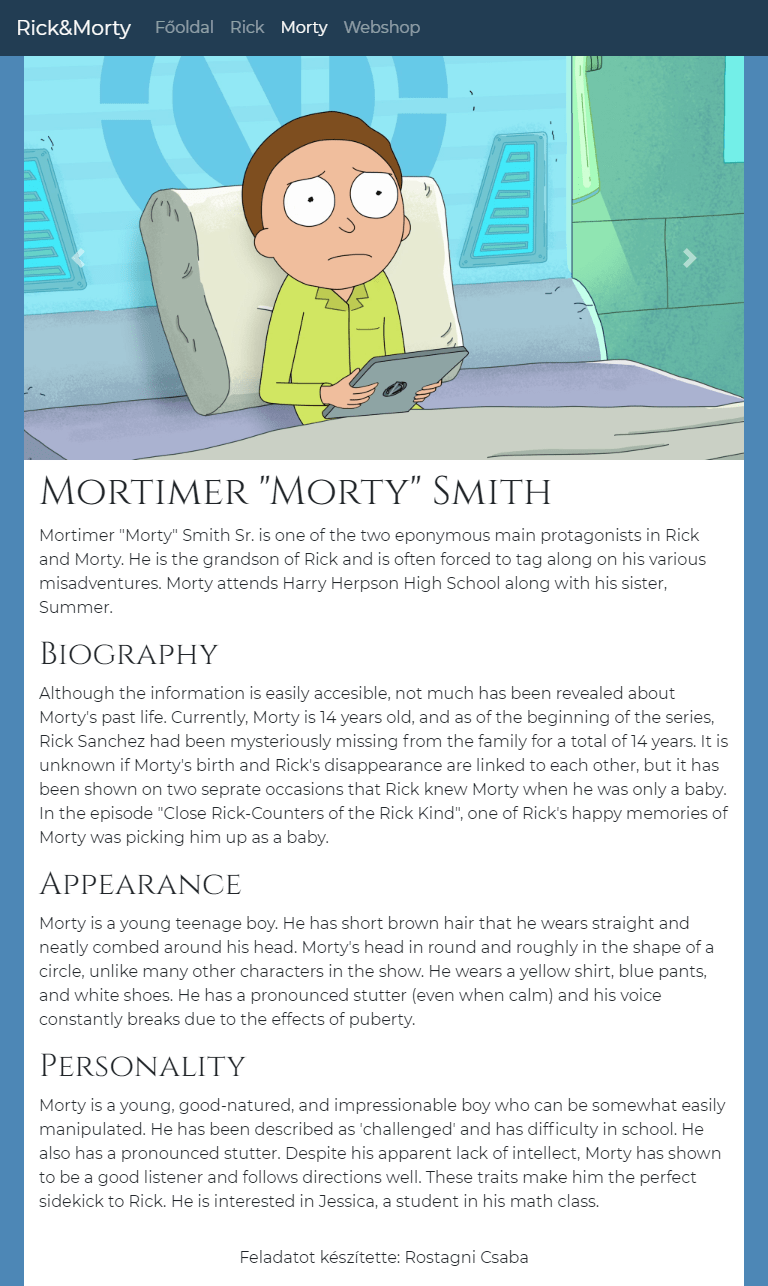 Rick&Morty Főoldal Rick Morty Webshop
Mortimer "Morty" Smith
Mortimer "Morty" Smith Sr. is one of the two eponymous main protagonists in Rick
and Morty. He is the grandson of Rick and is often forced to tag along on his various
misadventures. Morty attends Harry Herpson High School along with his sister,
Summer.
Biography
Although the information is easily accesible, not much has been revealed about
Morty's past life. Currently, Morty is 14 years old, and as of the beginning of the series,
Rick Sanchez had been mysteriously missing from the family for a total of 14 years. It is
unknown if Morty's birth and Rick's disappearance are linked to each other, but it has
been shown on two seprate occasions that Rick knew Morty when he was only a baby.
In the episode "Close Rick-Counters of the Rick Kind", one of Rick's happy memories of
Morty was picking him up as a baby.
Appearance
Morty is a young teenage boy. He has short brown hair that he wears straight and
neatly combed around his head. Morty's head in round and roughly in the shape of a
circle, unlike many other characters in the show. He wears a yellow shirt, blue pants,
and white shoes. He has a pronounced stutter (even when calm) and his voice
constantly breaks due to the effects of puberty.
Personality
Morty is a young, good-natured, and impressionable boy who can be somewhat easily
manipulated. He has been described as 'challenged' and has difficulty in school. He
also has a pronounced stutter. Despite his apparent lack of intellect, Morty has shown
to be a good listener and follows directions well. These traits make him the perfect
sidekick to Rick. He is interested in Jessica, a student in his math class.
Feladatot készítette: Rostagni Csaba